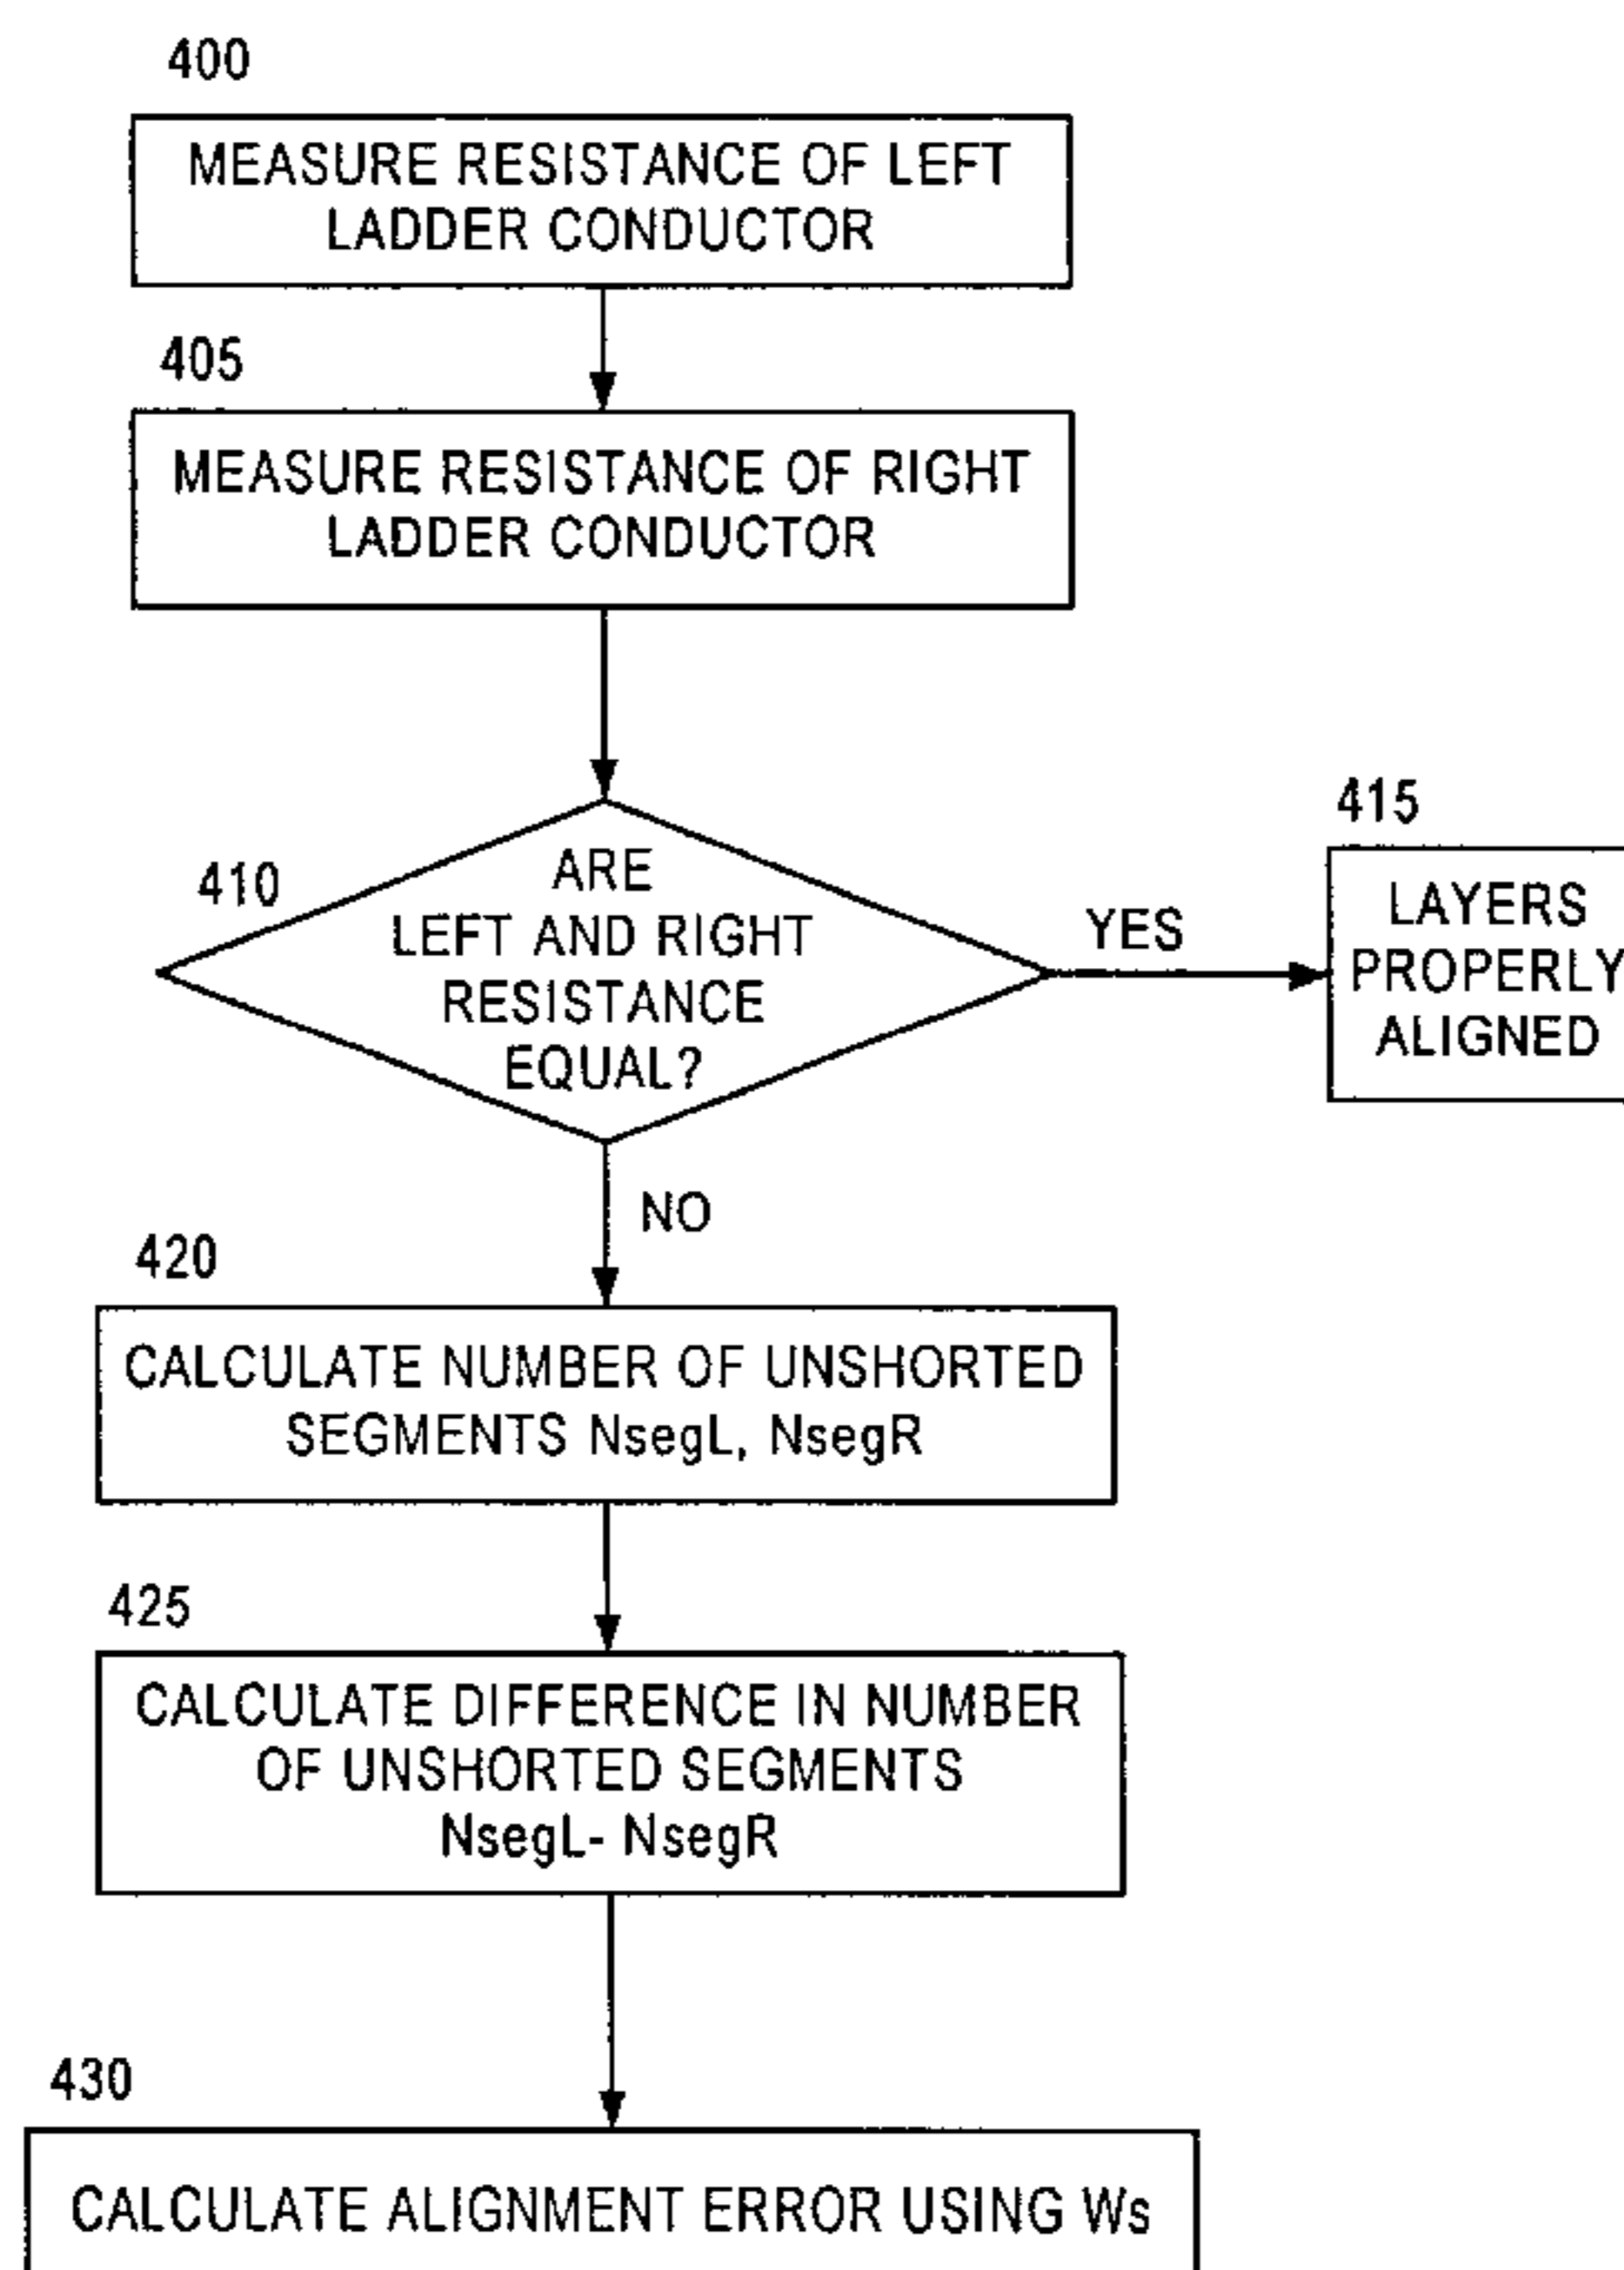 400
MEASURE RESISTANCE OF LEFT
LADDER CONDUCTOR
405
MEASURE RESISTANCE OF RIGHT
LADDER CONDUCTOR
410
ARE
LEFT AND RIGHT
RESISTANCE
EQUAL?
YES
415
LAYERS
PROPERLY
ALIGNED
NO
420
CALCULATE NUMBER OF UNSHORTED
SEGMENTS NsegL, NsegR
425
CALCULATE DIFFERENCE IN NUMBER
OF UNSHORTED SEGMENTS
NsegL- NsegR
430
CALCULATE ALIGNMENT ERROR USING Ws